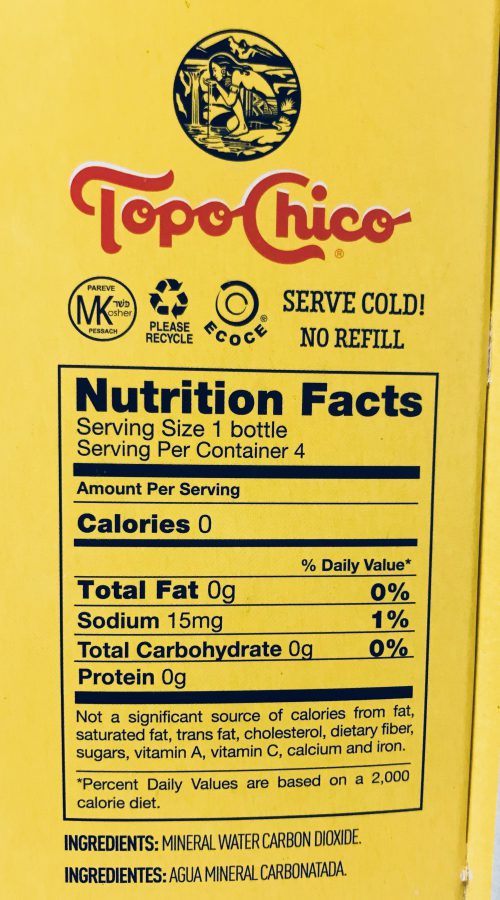 Topo Chico®
PAREVE
MK כשר osher
PESSACH
PLEASE
RECYCLE
ECOCE®
SERVE COLD!
NO REFILL
Nutrition Facts
Serving Size 1 bottle
Serving Per Container 4
Amount Per Serving
Calories 0
% Daily Value*
Total Fat 0g 0%
Sodium 15mg 1%
Total Carbohydrate 0g 0%
Protein 0g
Not a significant source of calories from fat,
saturated fat, trans fat, cholesterol, dietary fiber,
sugars, vitamin A, vitamin C, calcium and iron.
*Percent Daily Values are based on a 2,000
calorie diet.
INGREDIENTS: MINERAL WATER CARBON DIOXIDE.
INGREDIENTES: AGUA MINERAL CARBONATADA.